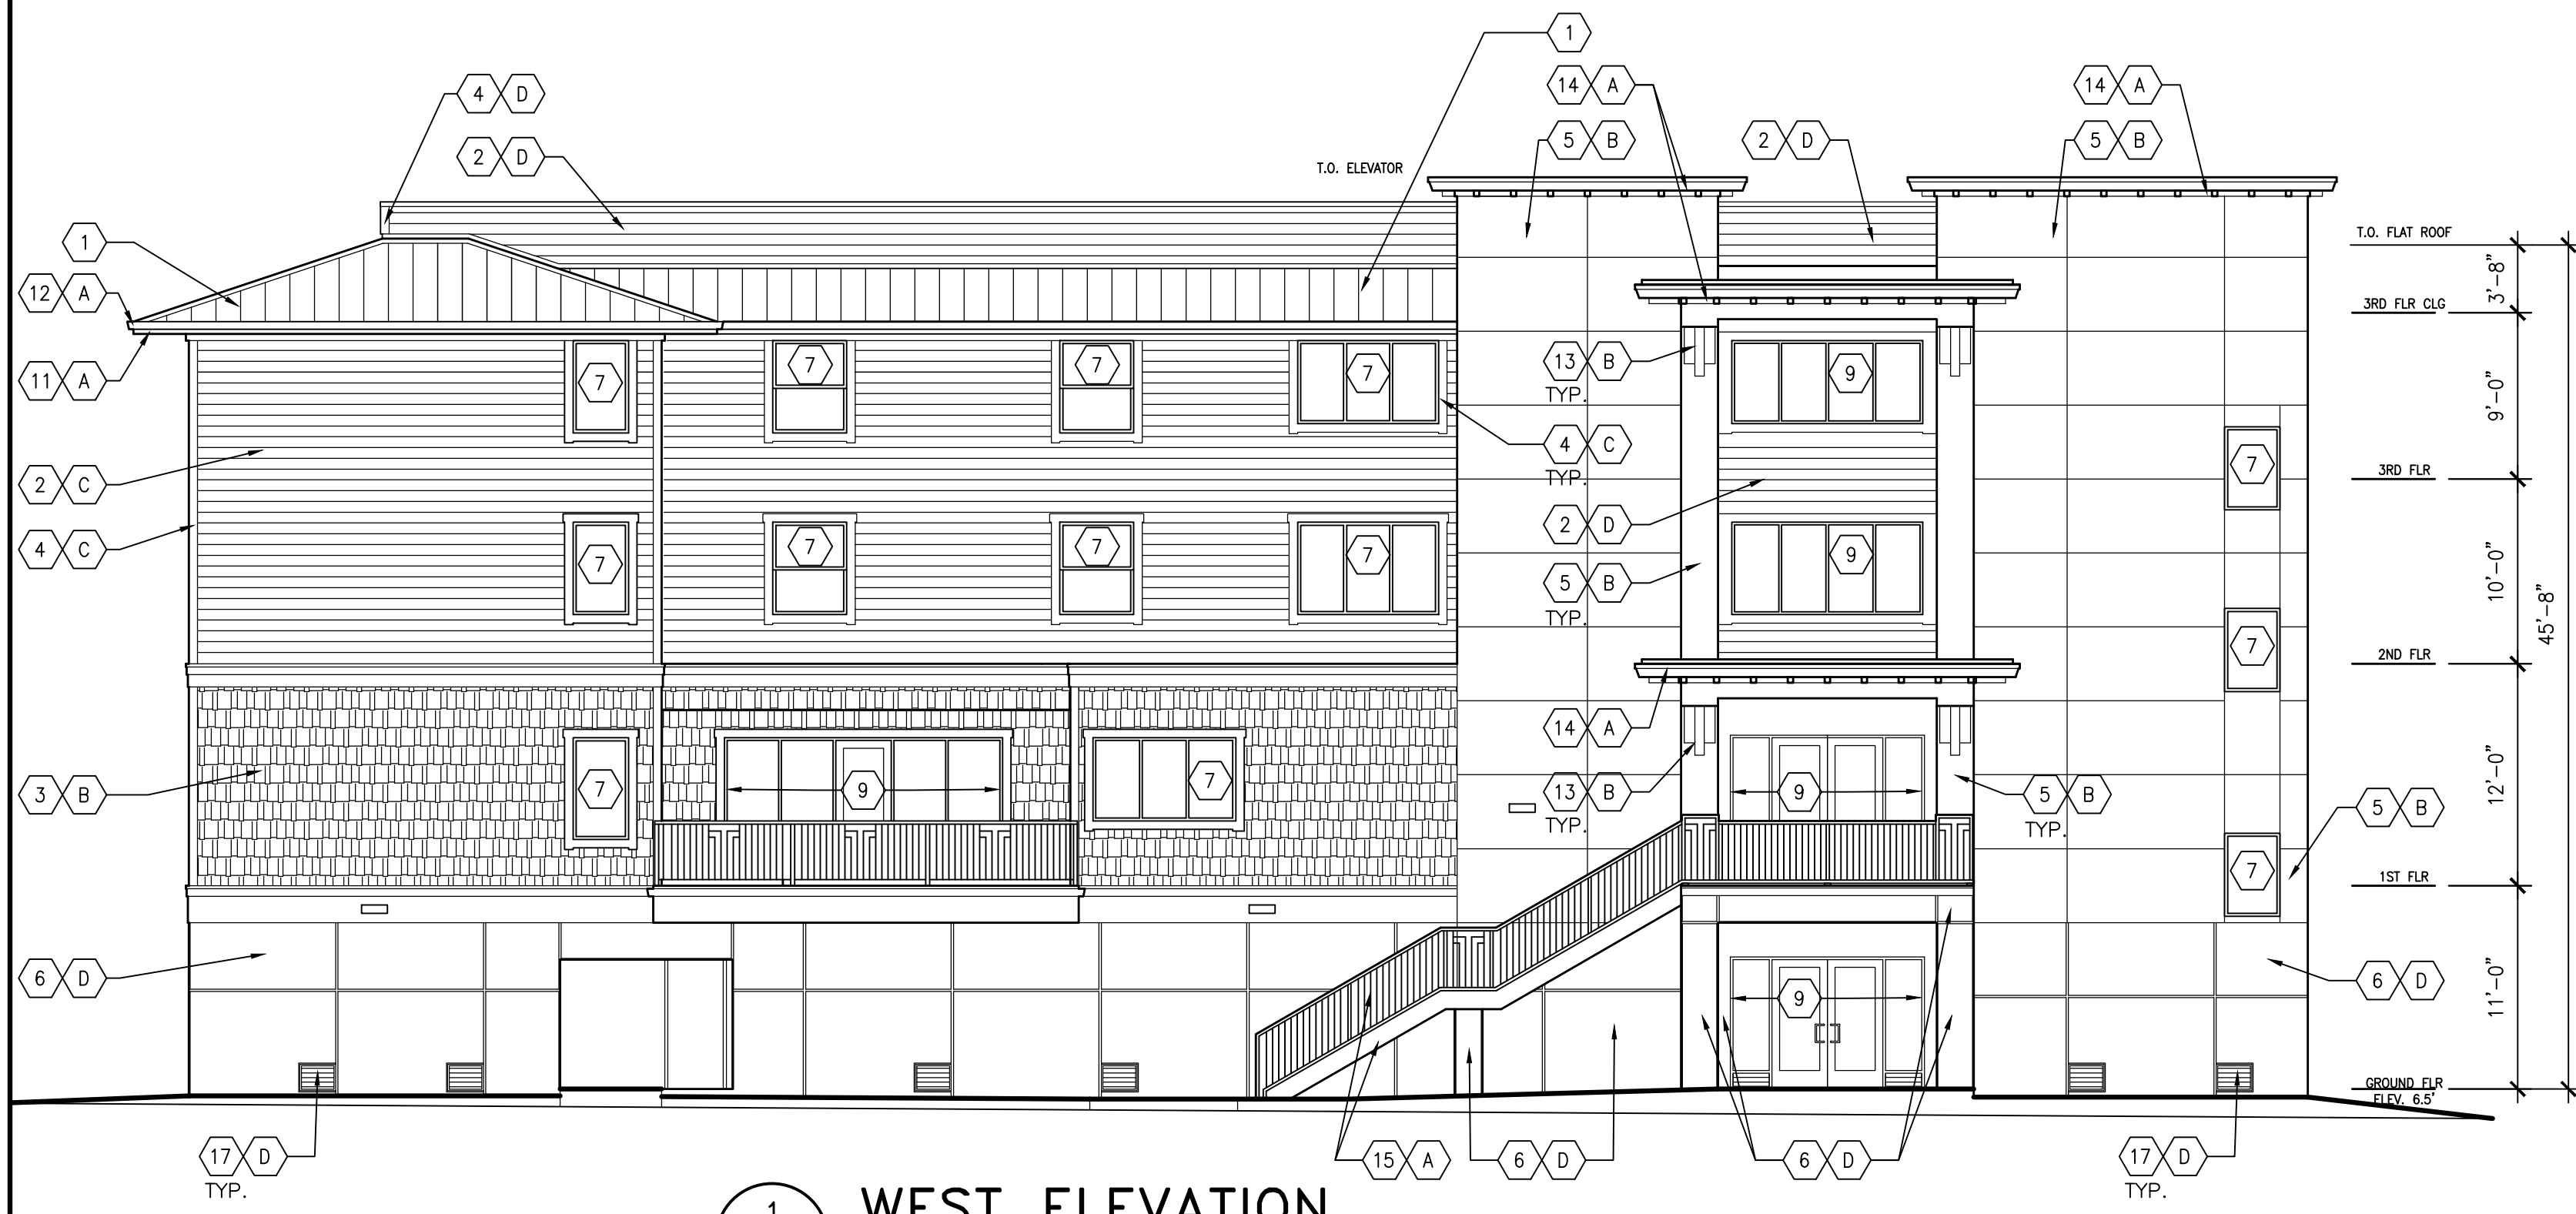 1
14 A
14 A
4 D
5 B
2 D
5 B
2 D
T.O. ELEVATOR
1
T.O. FLAT ROOF
3'-8"
12 A
3RD FLR CLG
11 A
7
7
7
7
13 B
TYP.
9
9'-0"
4 C
TYP.
2 C
7
3RD FLR
2 D
4 C
7
7
7
7
9
10'-0"
5 B
TYP.
45'-8"
7
2ND FLR
14 A
3 B
7
9
7
13 B
TYP.
9
5 B
TYP.
5 B
12'-0"
7
1ST FLR
6 D
6 D
9
11'-0"
GROUND FLR
ELEV. 6.5'
17 D
TYP.
15 A
6 D
6 D
17 D
TYP.
1
WEST ELEVATION